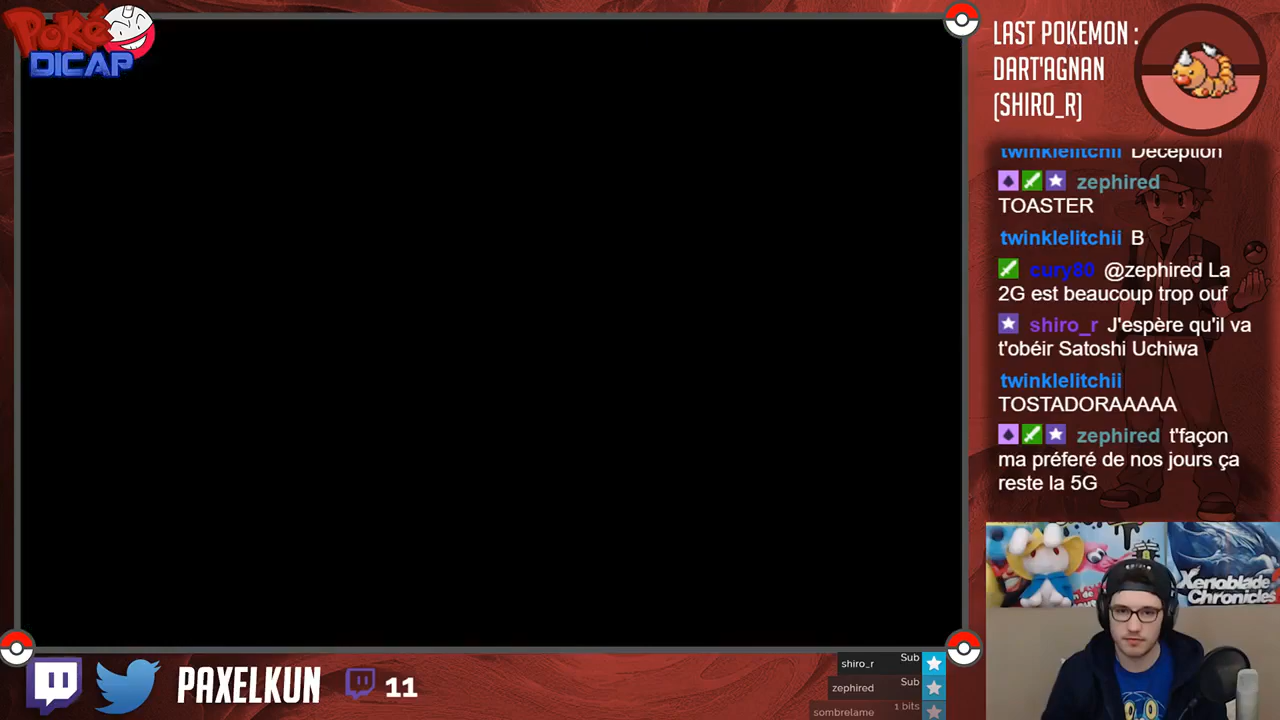 Poké
DICAP
LAST POKEMON :
DART'AGNAN
(SHIRO_R)
twinklelitchii Déception
zephired
TOASTER
twinklelitchii B
cury80 @zephired La
2G est beaucoup trop ouf
shiro_r J'espère qu'il va
t'obéir Satoshi Uchiwa
twinklelitchii
TOSTADORAAAAA
zephired t'façon
ma préferé de nos jours ça
reste la 5G
Xenoblade
Chronicles
PAXELKUN 11
shiro_r Sub
zephired Sub
sombrelame 1 bits